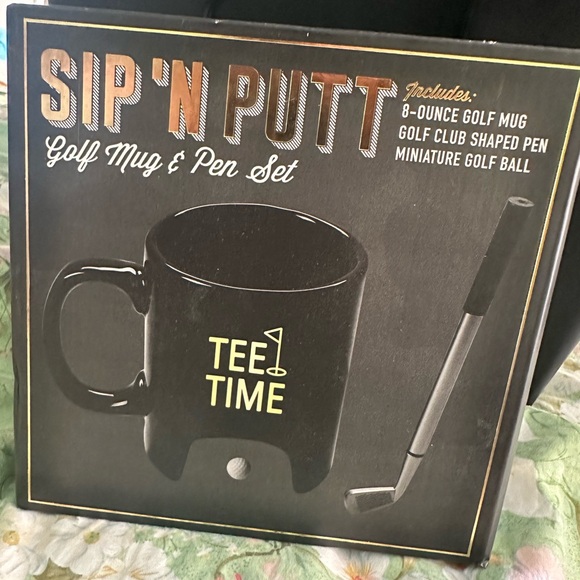 SIP 'N PUTT
Golf Mug & Pen Set
Includes:
8-OUNCE GOLF MUG
GOLF CLUB SHAPED PEN
MINIATURE GOLF BALL
TEE
TIME